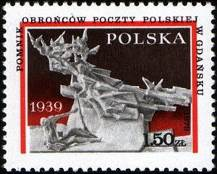 POMNIK OBROŃCÓW POCZTY POLSKIEJ W GDAŃSKU
POLSKA
1939
1.50 ZŁ